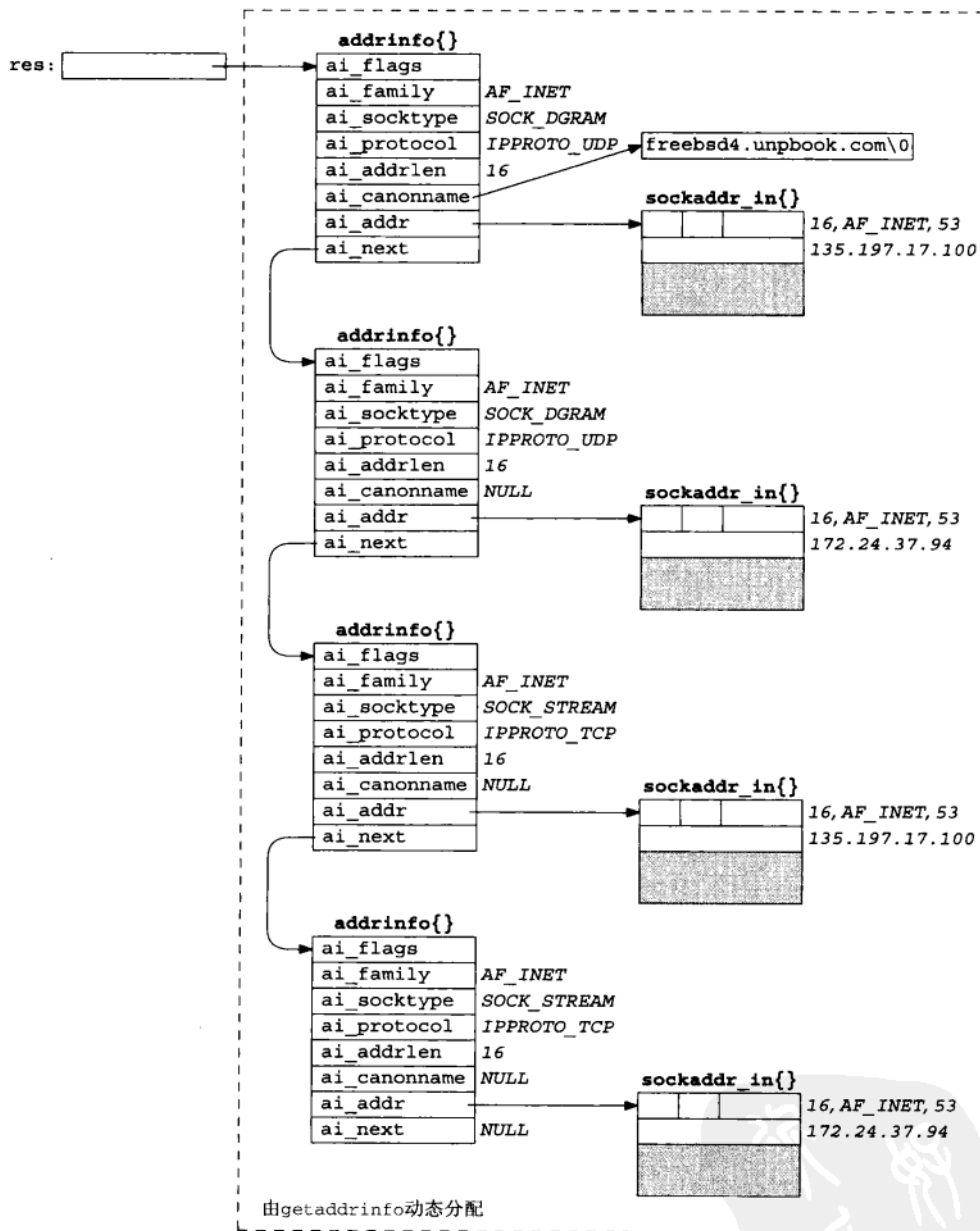 addrinfo{}
res:
ai_flags
ai_family AF_INET
ai_socktype SOCK_DGRAM
ai_protocol IPPROTO_UDP
freebsd4.unpbook.com\0
ai_addrlen 16
ai_canonname
sockaddr_in{}
ai_addr
16, AF_INET, 53
ai_next
135.197.17.100
addrinfo{}
ai_flags
ai_family AF_INET
ai_socktype SOCK_DGRAM
ai_protocol IPPROTO_UDP
ai_addrlen 16
ai_canonname NULL
sockaddr_in{}
ai_addr
16, AF_INET, 53
ai_next
172.24.37.94
addrinfo{}
ai_flags
ai_family AF_INET
ai_socktype SOCK_STREAM
ai_protocol IPPROTO_TCP
ai_addrlen 16
ai_canonname NULL
sockaddr_in{}
ai_addr
16, AF_INET, 53
ai_next
135.197.17.100
addrinfo{}
ai_flags
ai_family AF_INET
ai_socktype SOCK_STREAM
ai_protocol IPPROTO_TCP
ai_addrlen 16
ai_canonname NULL
sockaddr_in{}
ai_addr
16, AF_INET, 53
ai_next NULL
172.24.37.94
由getaddrinfo动态分配